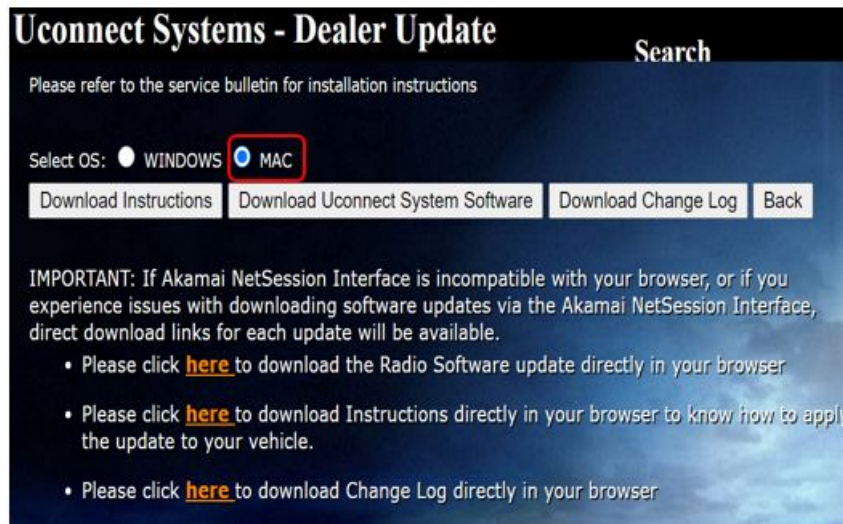 Uconnect Systems - Dealer Update
Search
Please refer to the service bulletin for installation instructions
Select OS: WINDOWS MAC
Download Instructions Download Uconnect System Software Download Change Log Back
IMPORTANT: If Akamai NetSession Interface is incompatible with your browser, or if you
experience issues with downloading software updates via the Akamai NetSession Interface,
direct download links for each update will be available.
• Please click here to download the Radio Software update directly in your browser
• Please click here to download Instructions directly in your browser to know how to apply
the update to your vehicle.
• Please click here to download Change Log directly in your browser